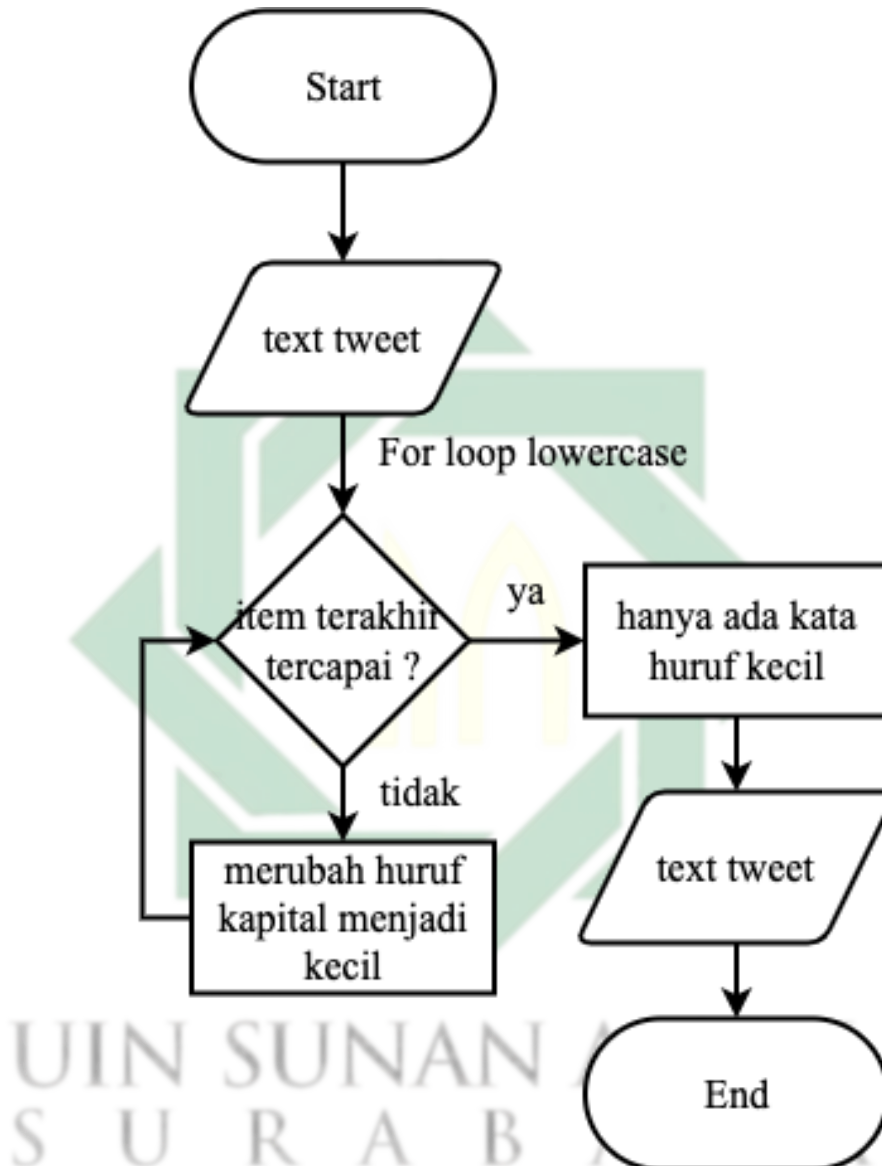 Start
text tweet
For loop lowercase
item terakhir
tercapai ?
ya
hanya ada kata
huruf kecil
tidak
merubah huruf
kapital menjadi
kecil
text tweet
End
UIN SUNAN A
S U R A B A